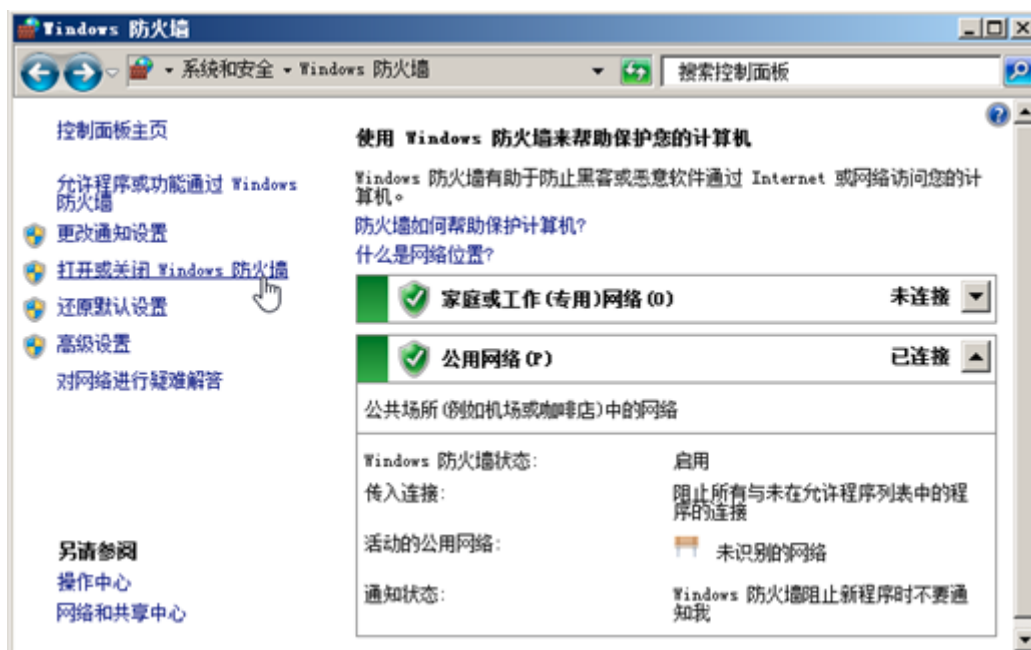 Windows 防火墙
系统和安全 Windows 防火墙
搜索控制面板
控制面板主页
允许程序或功能通过 Windows
防火墙
更改通知设置
打开或关闭 Windows 防火墙
还原默认设置
高级设置
对网络进行疑难解答
另请参阅
操作中心
网络和共享中心
使用 Windows 防火墙来帮助保护您的计算机
Windows 防火墙有助于防止黑客或恶意软件通过 Internet 或网络访问您的计
算机。
防火墙如何帮助保护计算机?
什么是网络位置?
家庭或工作(专用)网络(O) 未连接
公用网络(P) 已连接
公共场所(例如机场或咖啡店)中的网络
Windows 防火墙状态: 启用
传入连接: 阻止所有与未在允许程序列表中的程
序的连接
活动的公用网络: 未识别的网络
通知状态: Windows 防火墙阻止新程序时不要通
知我